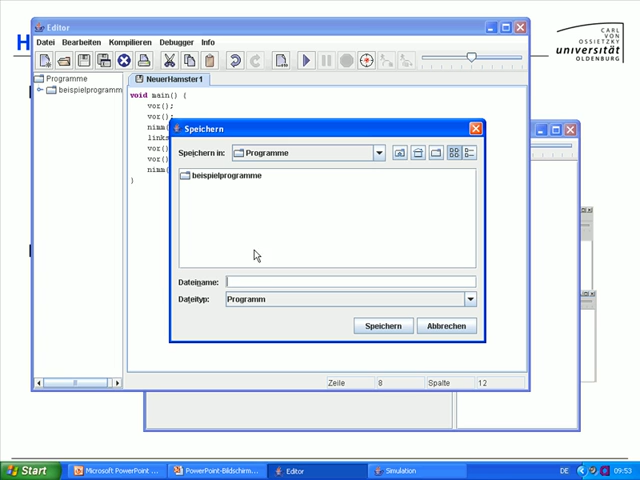 H
CARL
VON
OSSIETZKY
universität
OLDENBURG
Editor
Datei Bearbeiten Kompilieren Debugger Info
Programme
beispielprogramm
NeuerHamster1
void main() {
vor();
vor();
nimm(
links
vor()
vor()
nimm(
}
Speichern
Speichern in: Programme
beispielprogramme
Dateiname:
Dateityp: Programm
Speichern Abbrechen
Zeile 8 Spalte 12
Start Microsoft PowerPoint ... PowerPoint-Bildschirm... Editor Simulation DE 09:53